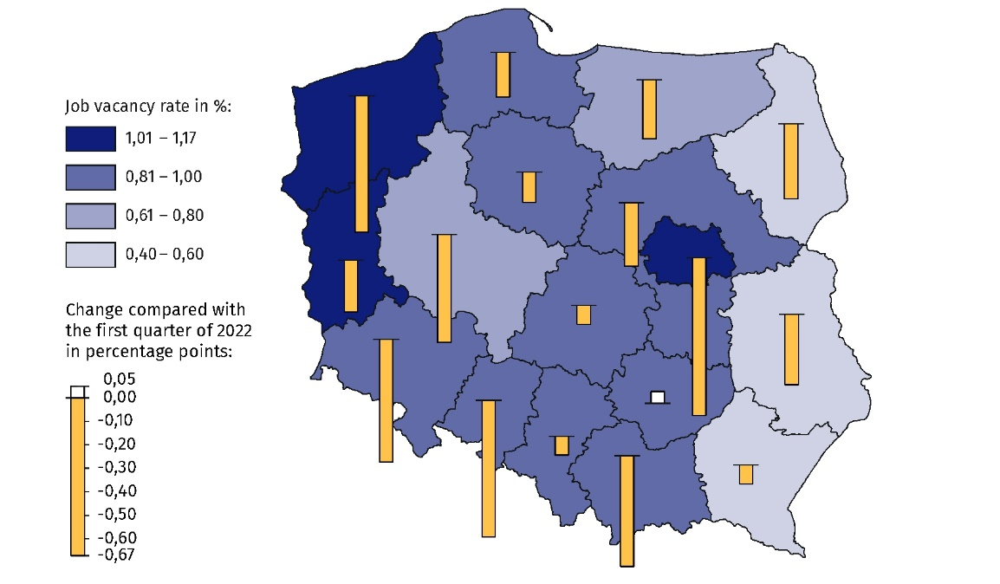 Job vacancy rate in %:
1,01 – 1,17
0,81 – 1,00
0,61 – 0,80
0,40 – 0,60
Change compared with
the first quarter of 2022
in percentage points:
0,05
0,00
-0,10
-0,20
-0,30
-0,40
-0,50
-0,60
-0,67